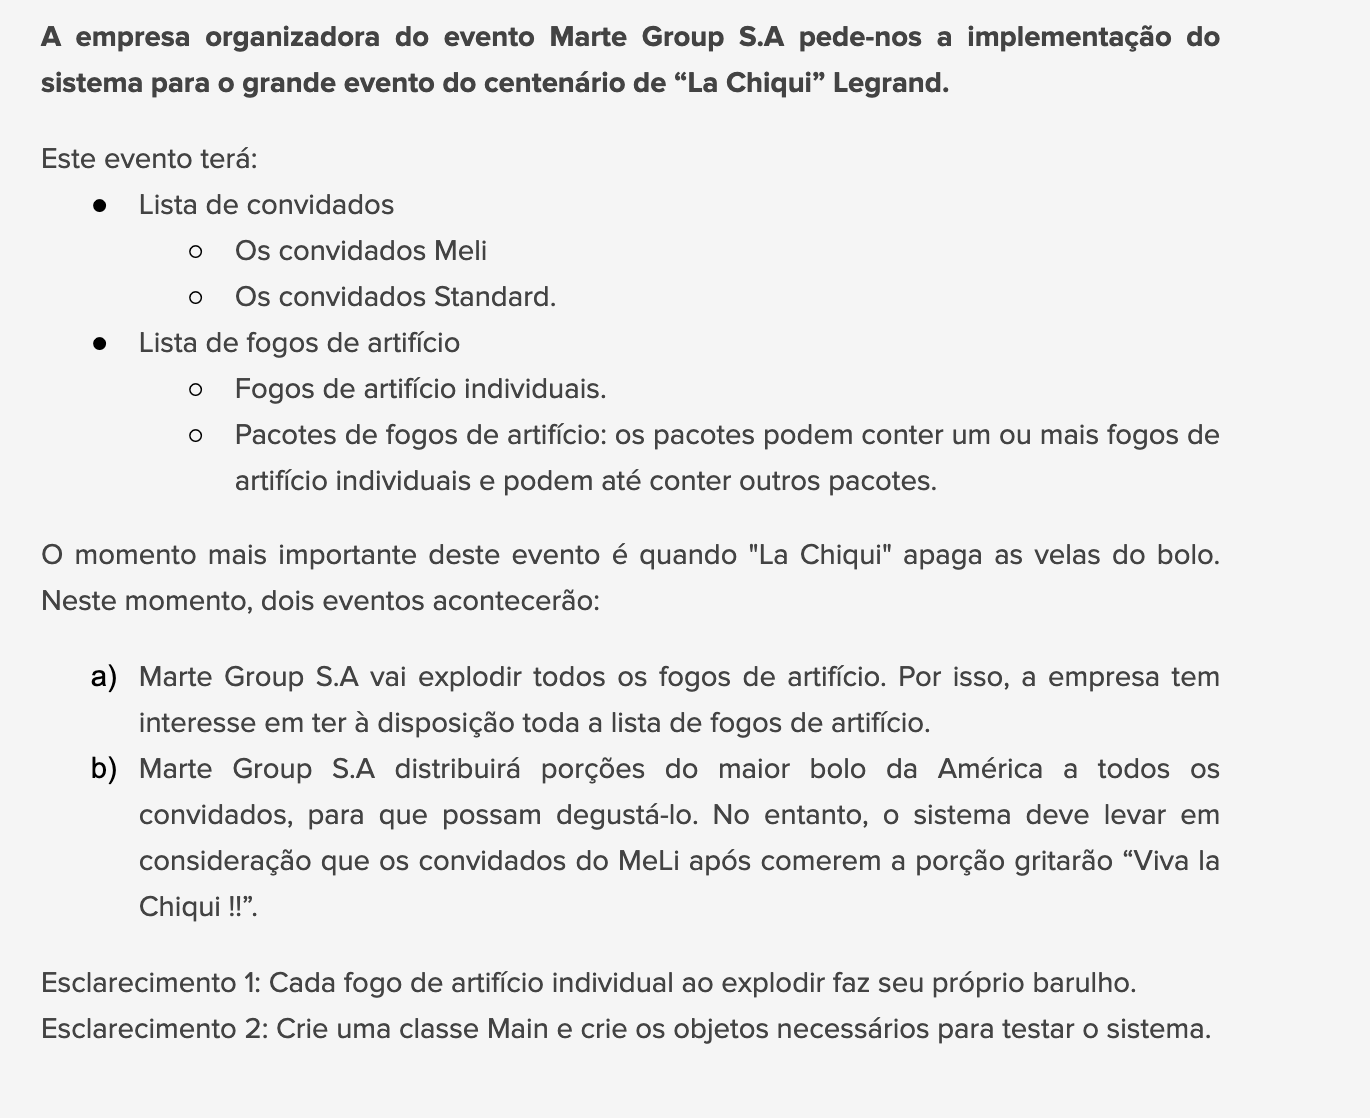 A empresa organizadora do evento Marte Group S.A pede-nos a implementação do
sistema para o grande evento do centenário de “La Chiqui” Legrand.
Este evento terá:
● Lista de convidados
○ Os convidados Meli
○ Os convidados Standard.
● Lista de fogos de artifício
○ Fogos de artifício individuais.
○ Pacotes de fogos de artifício: os pacotes podem conter um ou mais fogos de
artifício individuais e podem até conter outros pacotes.
O momento mais importante deste evento é quando "La Chiqui" apaga as velas do bolo.
Neste momento, dois eventos acontecerão:
a) Marte Group S.A vai explodir todos os fogos de artifício. Por isso, a empresa tem
interesse em ter à disposição toda a lista de fogos de artifício.
b) Marte Group S.A distribuirá porções do maior bolo da América a todos os
convidados, para que possam degustá-lo. No entanto, o sistema deve levar em
consideração que os convidados do MeLi após comerem a porção gritarão “Viva la
Chiqui !!”.
Esclarecimento 1: Cada fogo de artifício individual ao explodir faz seu próprio barulho.
Esclarecimento 2: Crie uma classe Main e crie os objetos necessários para testar o sistema.